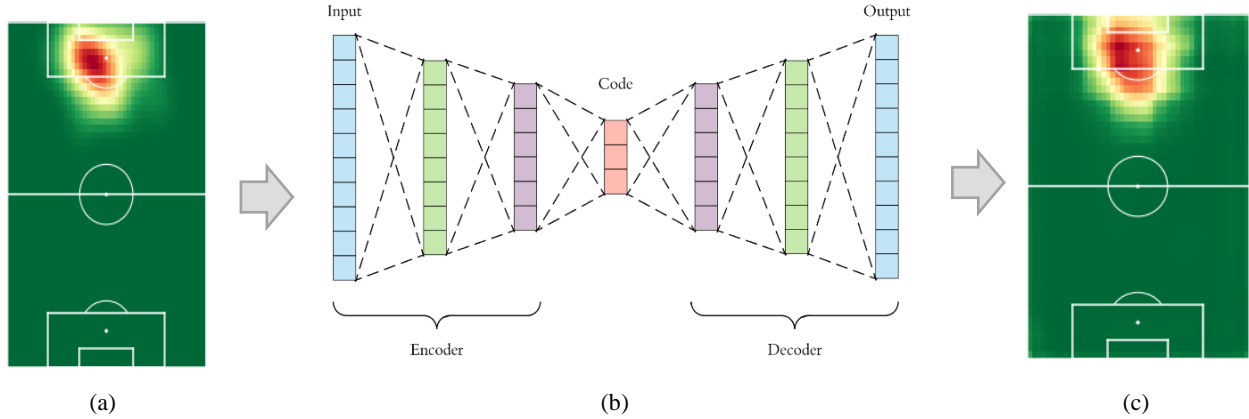 Input
Output
Code
Encoder
Decoder
(a)
(b)
(c)